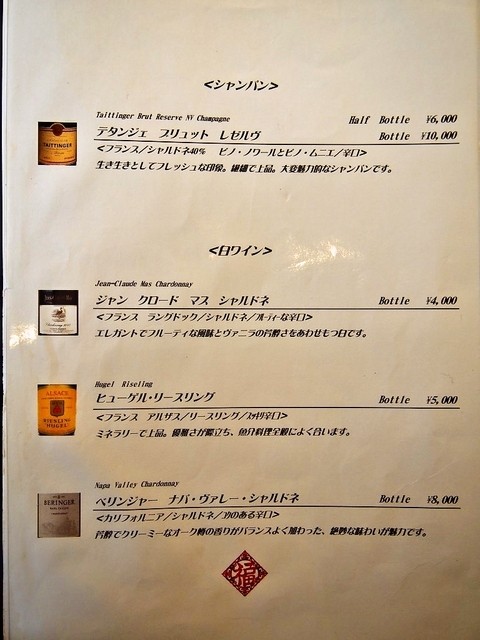 <シャンパン>
Taittinger Brut Reserve NV Champagne Half Bottle ¥6,000
テタンジェ ブリュット レゼルヴ Bottle ¥10,000
<フランス/シャルドネ40% ピノ・ノワールとピノ・ムニエ/辛口>
生き生きとしてフレッシュな印象。繊細で上品。大変魅力的なシャンパンです。
TAITTINGER
<白ワイン>
Jean-Claude Mas Chardonnay
ジャン クロード マス シャルドネ Bottle ¥4,000
<フランス ラングドック/シャルドネ/フルーティーな辛口>
エレガントでフルーティな風味とヴァニラの芳醇さをあわせもつ白です。
Hugel Riseling
ヒューゲル・リースリング Bottle ¥5,000
<フランス アルザス/リースリング/スッキリ辛口>
ミネラリーで上品。優雅さが際立ち、魚介料理全般によく合います。
ALSACE
RIESLING
HUGEL
Napa Valley Chardonnay
ベリンジャー ナパ・ヴァレー・シャルドネ Bottle ¥8,000
<カリフォルニア/シャルドネ/コクのある辛口>
芳醇でクリーミーなオーク樽の香りがバランスよく加わった、絶妙な味わいが魅力です。
BERINGER
福